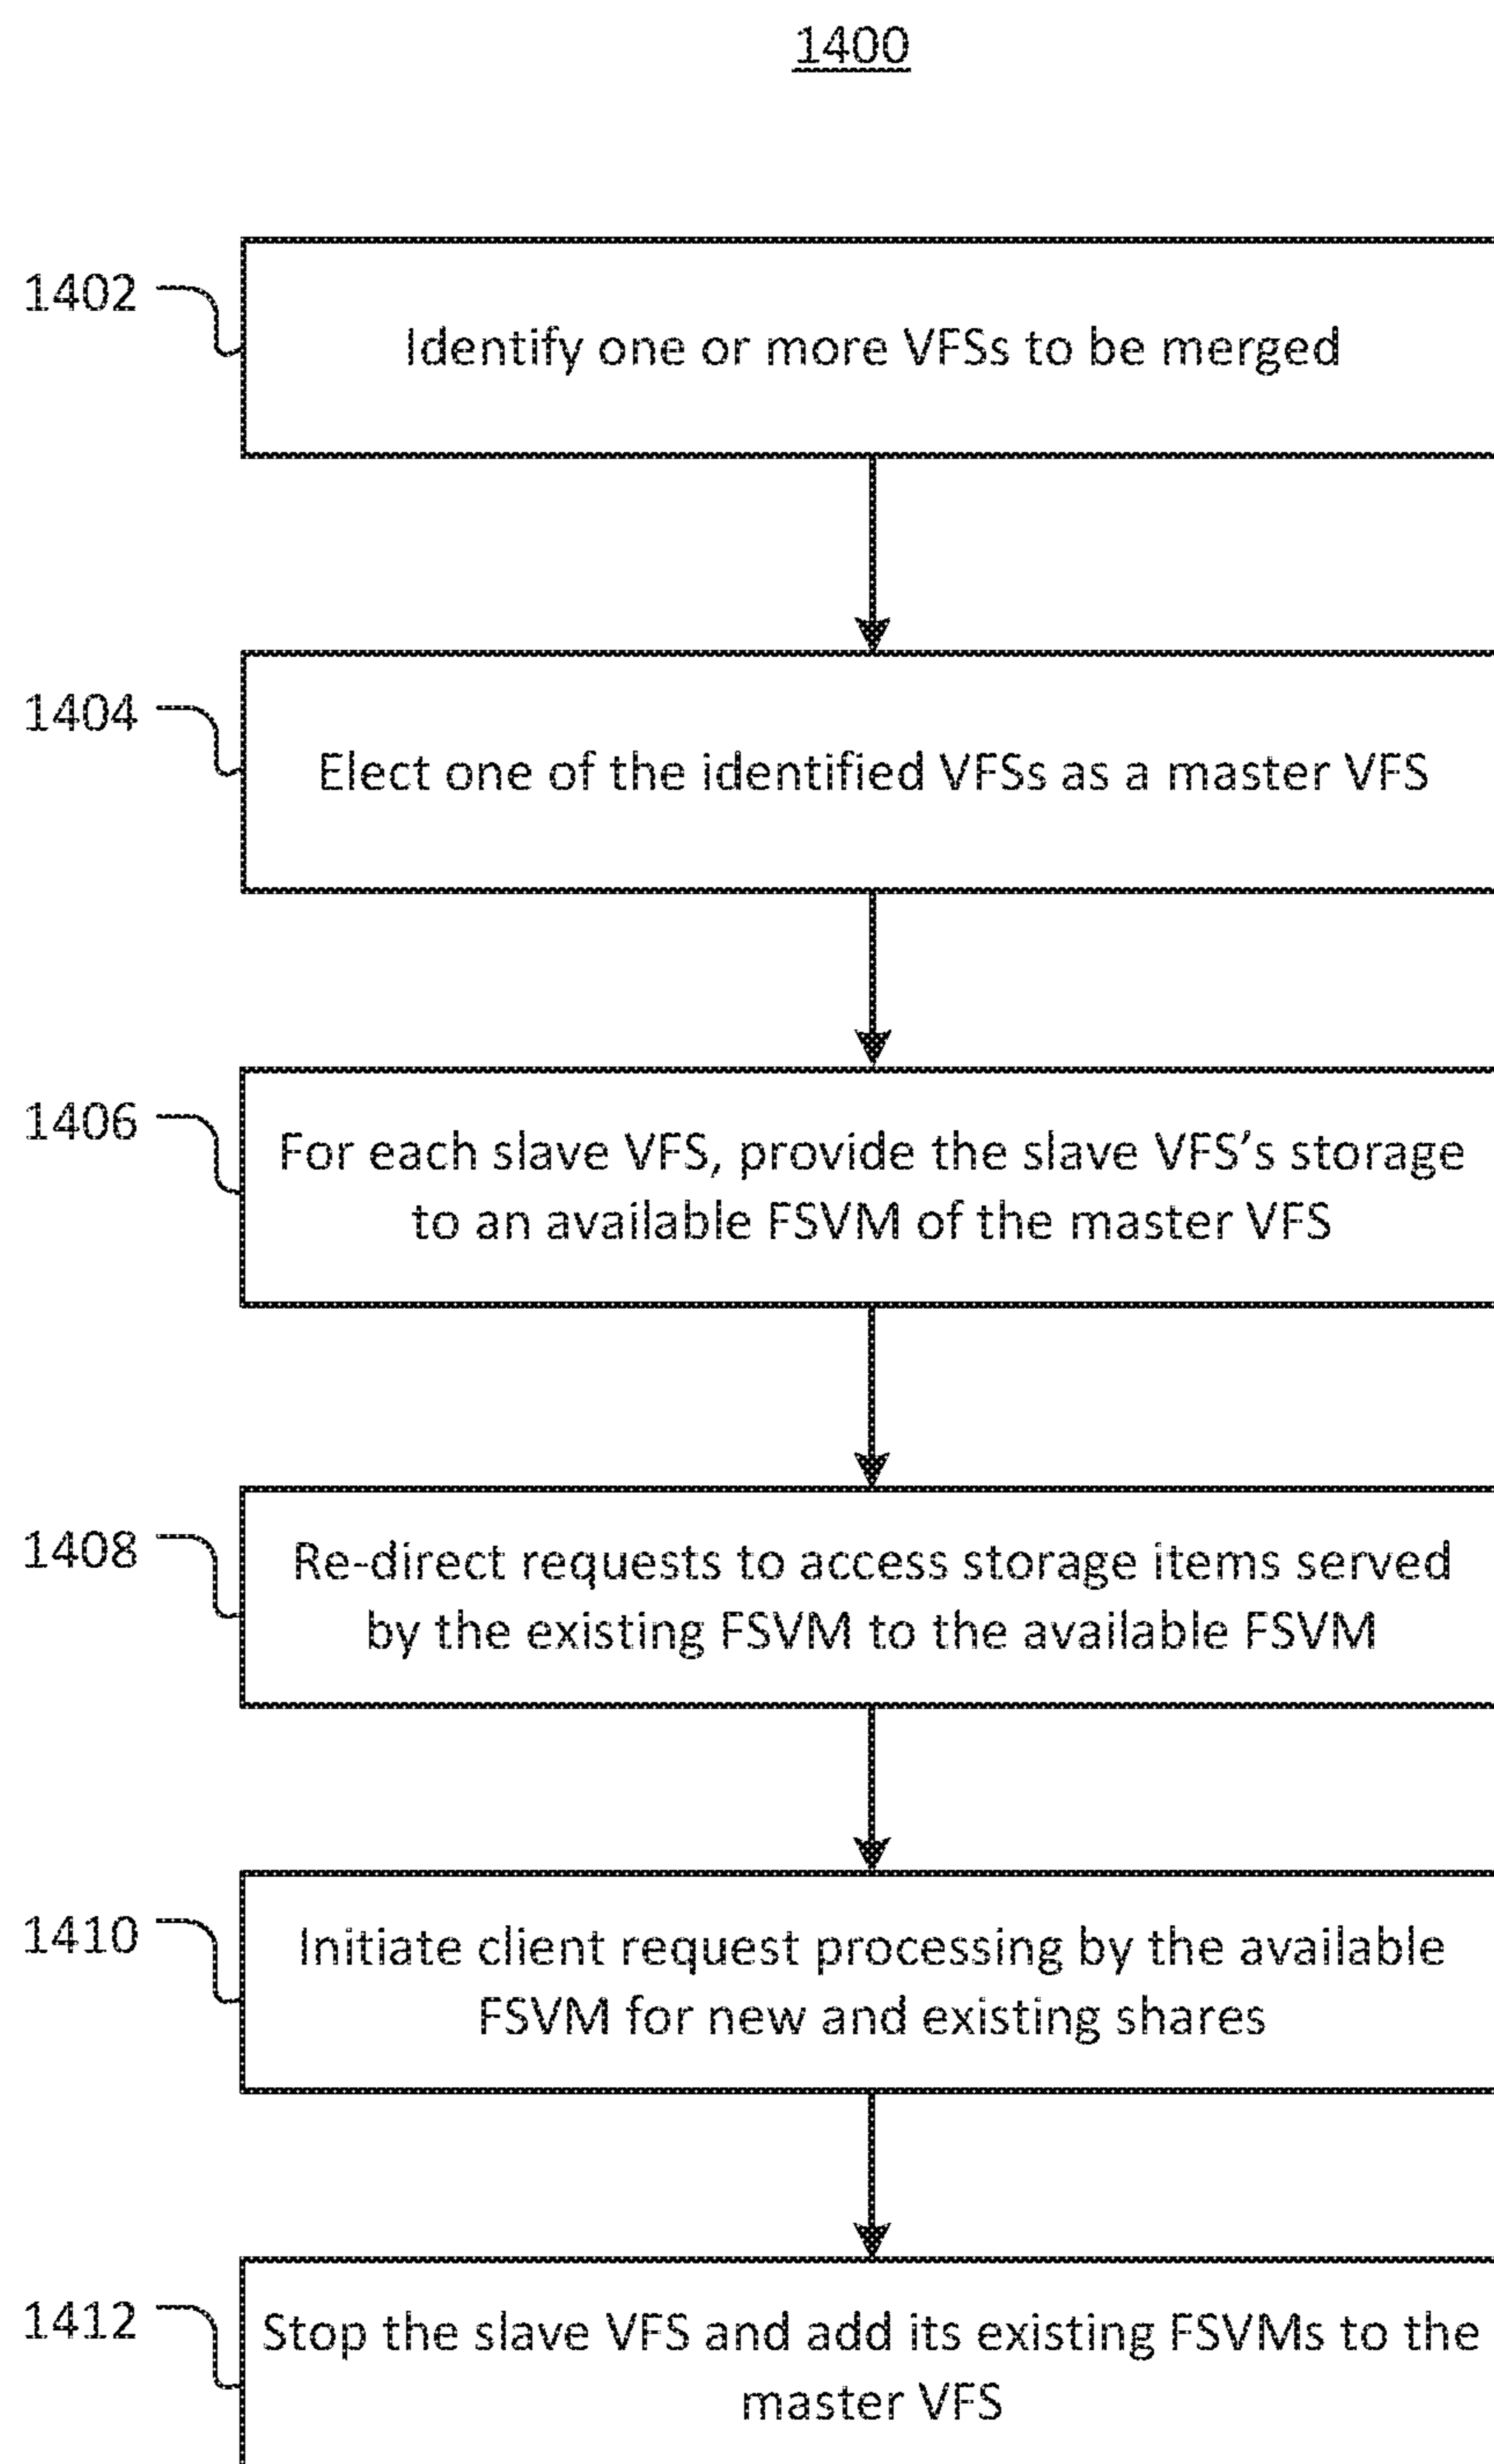 1400
1402
Identify one or more VFSs to be merged
1404
Elect one of the identified VFSs as a master VFS
1406
For each slave VFS, provide the slave VFS's storage
to an available FSVM of the master VFS
1408
Re-direct requests to access storage items served
by the existing FSVM to the available FSVM
1410
Initiate client request processing by the available
FSVM for new and existing shares
1412
Stop the slave VFS and add its existing FSVMs to the
master VFS